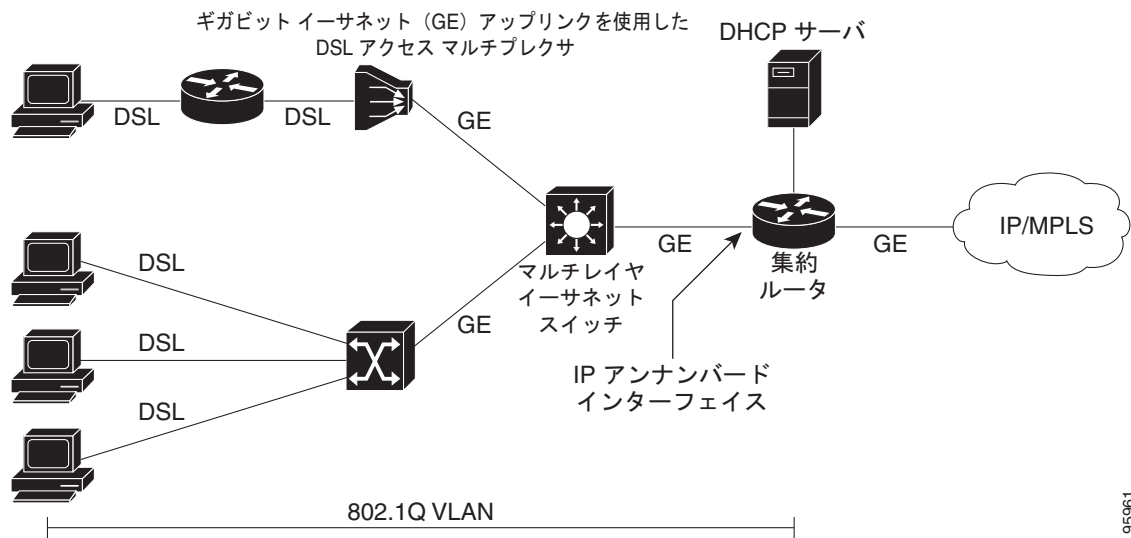 ギガビット イーサネット（GE）アップリンクを使用した
DSL アクセス マルチプレクサ
DHCP サーバ
DSL
DSL
GE
IP/MPLS
GE
GE
マルチレイヤ
イーサネット
スイッチ
集約
ルータ
DSL
GE
DSL
IP アンナンバード
インターフェイス
DSL
802.1Q VLAN
95961